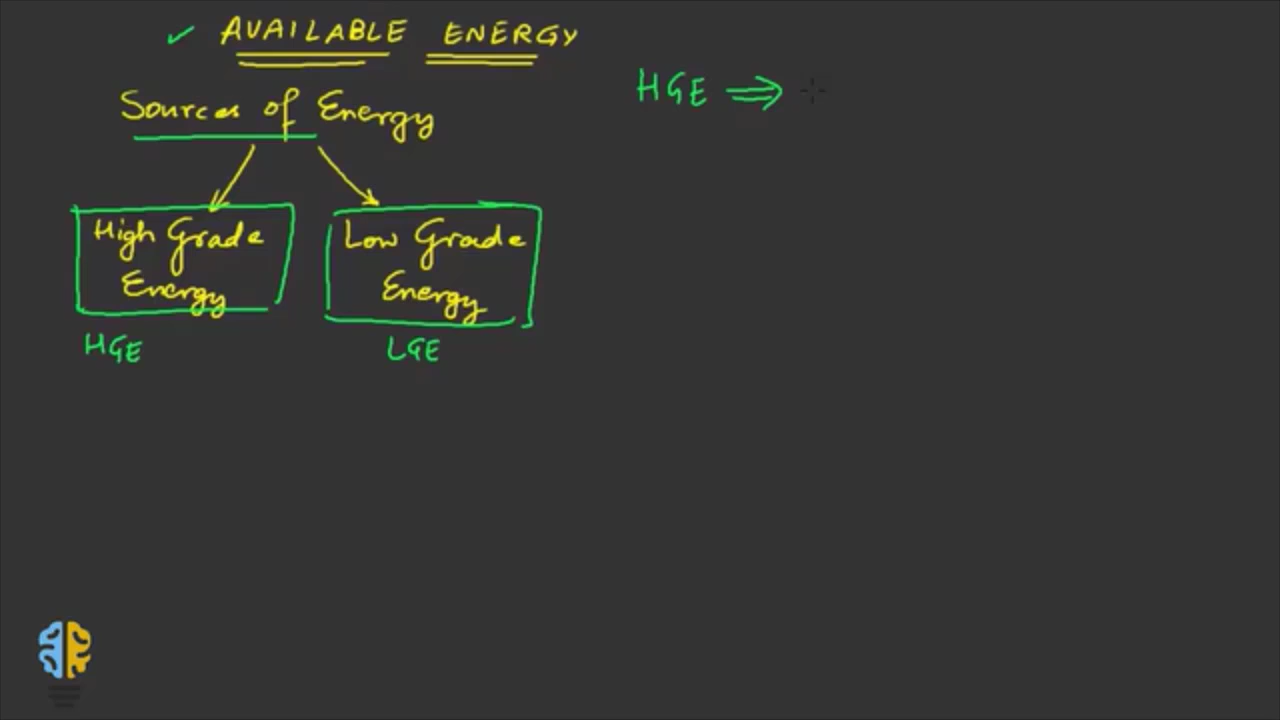 ✓ AVAILABLE ENERGY
Sources of Energy
High Grade
Energy
Low Grade
Energy
HGE
LGE
HGE ⇒